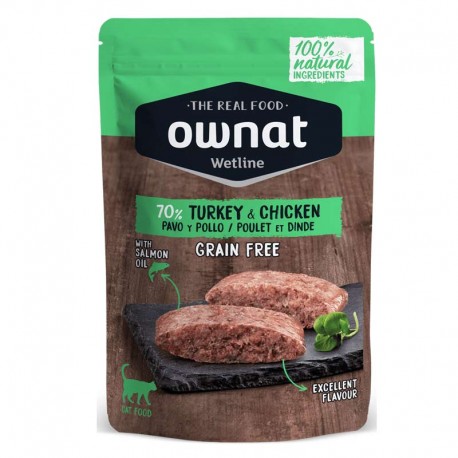 100%
natural
INGREDIENTS
· THE REAL FOOD ·
ownat
Wetline
70% TURKEY & CHICKEN
PAVO Y POLLO / POULET ET DINDE
GRAIN FREE
WITH
SALMON
OIL
EXCELLENT
FLAVOUR
CAT FOOD